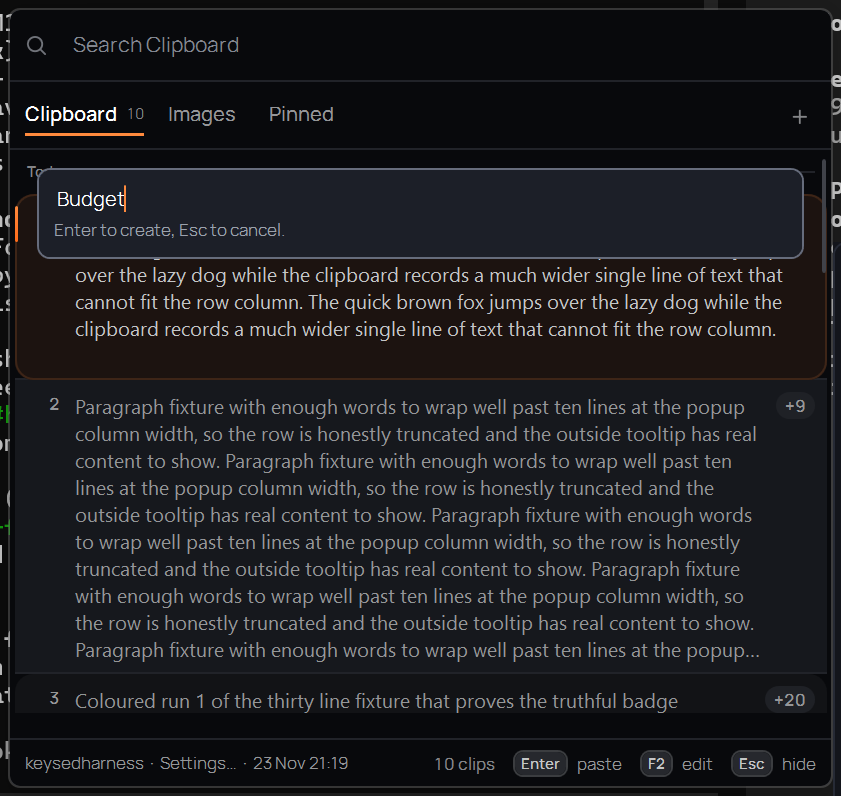 Search Clipboard
Clipboard 10 Images Pinned +
Budget
Enter to create, Esc to cancel.
over the lazy dog while the clipboard records a much wider single line of text that
cannot fit the row column. The quick brown fox jumps over the lazy dog while the
clipboard records a much wider single line of text that cannot fit the row column.
2 Paragraph fixture with enough words to wrap well past ten lines at the popup +9
column width, so the row is honestly truncated and the outside tooltip has real
content to show. Paragraph fixture with enough words to wrap well past ten
lines at the popup column width, so the row is honestly truncated and the
outside tooltip has real content to show. Paragraph fixture with enough words
to wrap well past ten lines at the popup column width, so the row is honestly
truncated and the outside tooltip has real content to show. Paragraph fixture
with enough words to wrap well past ten lines at the popup column width, so
the row is honestly truncated and the outside tooltip has real content to show.
Paragraph fixture with enough words to wrap well past ten lines at the popup...
3 Coloured run 1 of the thirty line fixture that proves the truthful badge +20
keysedharness · Settings... · 23 Nov 21:19 10 clips Enter paste F2 edit Esc hide